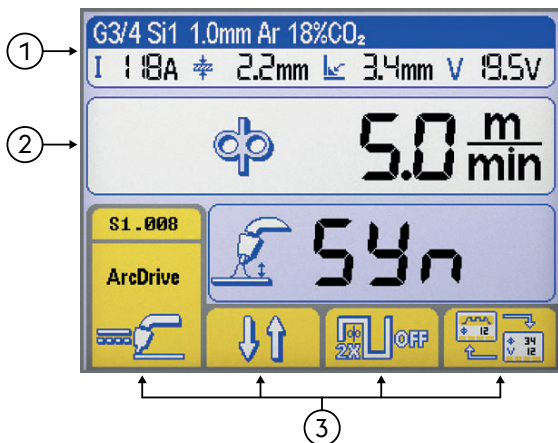 G3/4 Si1 1.0mm Ar 18%CO₂
I 118A 2.2mm 3.4mm V 19.5V
5.0 m/min
S1.008
Syn
ArcDrive
2X OFF
12
34
V 12
1
2
3